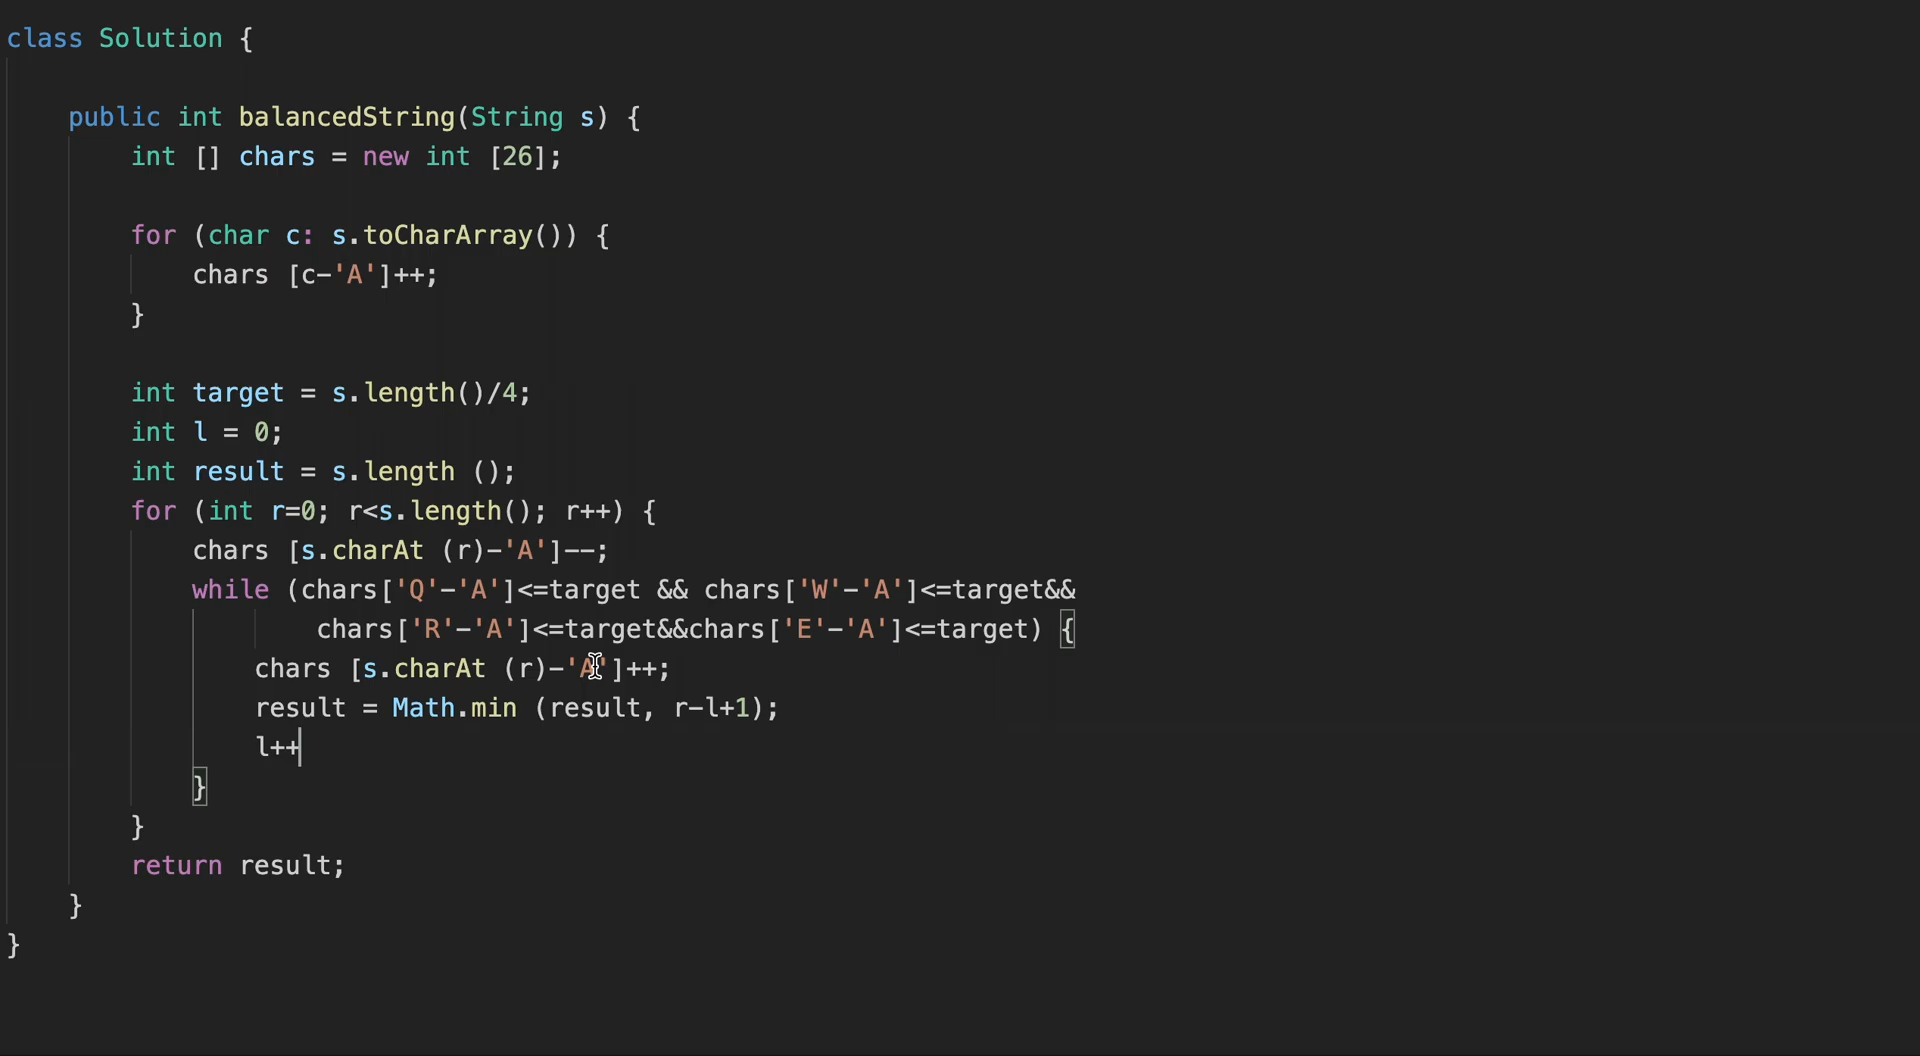 class Solution {
public int balancedString(String s) {
int [] chars = new int [26];
for (char c: s.toCharArray()) {
chars [c-'A']++;
}
int target = s.length()/4;
int l = 0;
int result = s.length ();
for (int r=0; r<s.length(); r++) {
chars [s.charAt (r)-'A']--;
while (chars['Q'-'A']<=target && chars['W'-'A']<=target&&
chars['R'-'A']<=target&&chars['E'-'A']<=target) {
chars [s.charAt (r)-'A']++;
result = Math.min (result, r-l+1);
l++
}
}
return result;
}
}